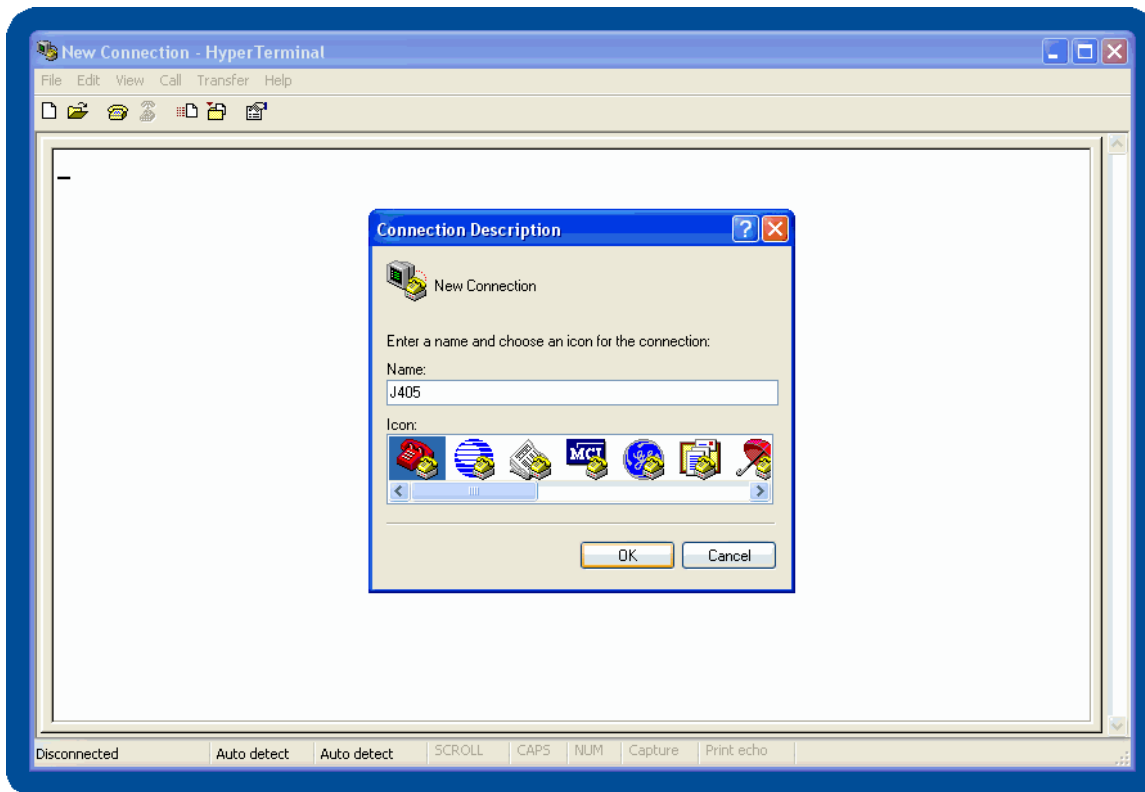 New Connection - HyperTerminal
File Edit View Call Transfer Help
Connection Description
New Connection
Enter a name and choose an icon for the connection:
Name:
J405
Icon:
MCI
OK Cancel
Disconnected Auto detect Auto detect SCROLL CAPS NUM Capture Print echo